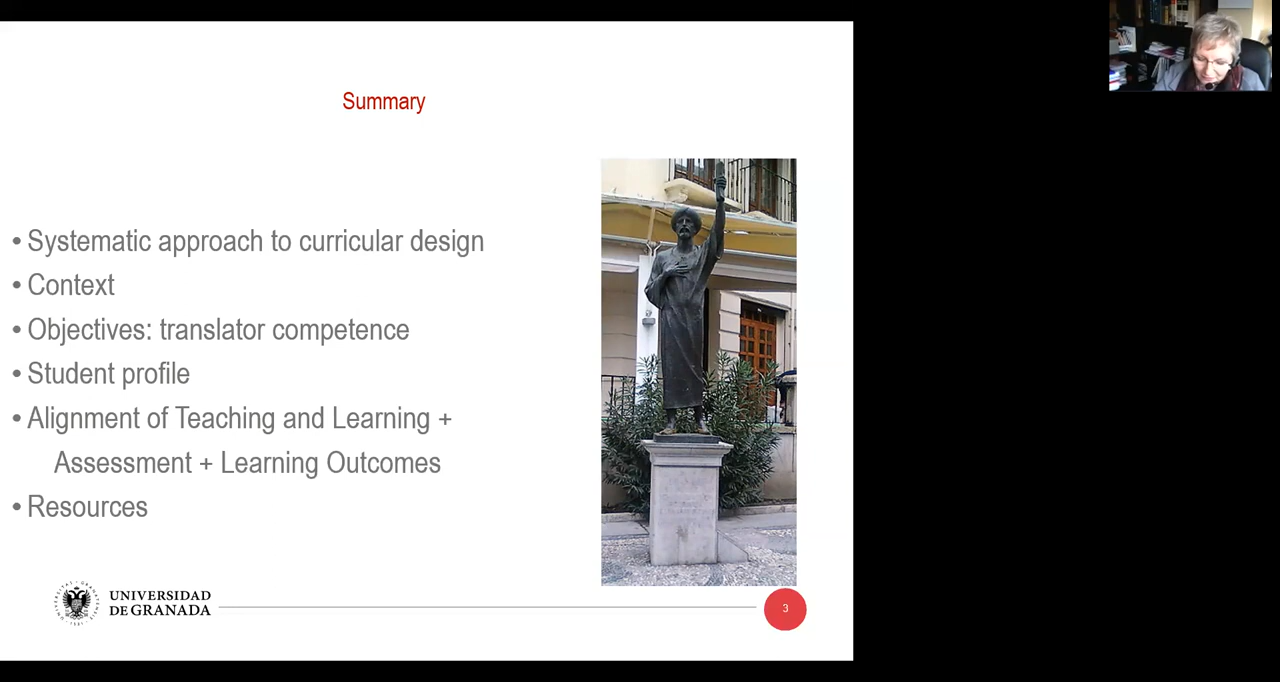 Summary
• Systematic approach to curricular design
• Context
• Objectives: translator competence
• Student profile
• Alignment of Teaching and Learning +
Assessment + Learning Outcomes
• Resources
UNIVERSIDAD
DE GRANADA
3